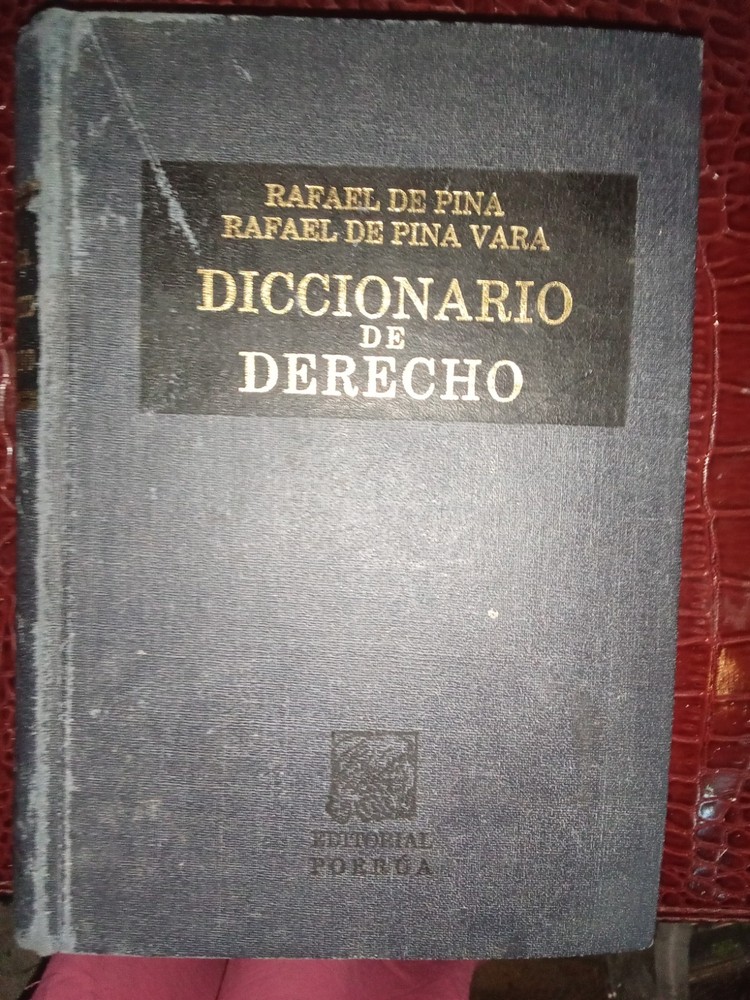 RAFAEL DE PINA
RAFAEL DE PINA VARA
DICCIONARIO
DE
DERECHO
EDITORIAL
PORRÚA